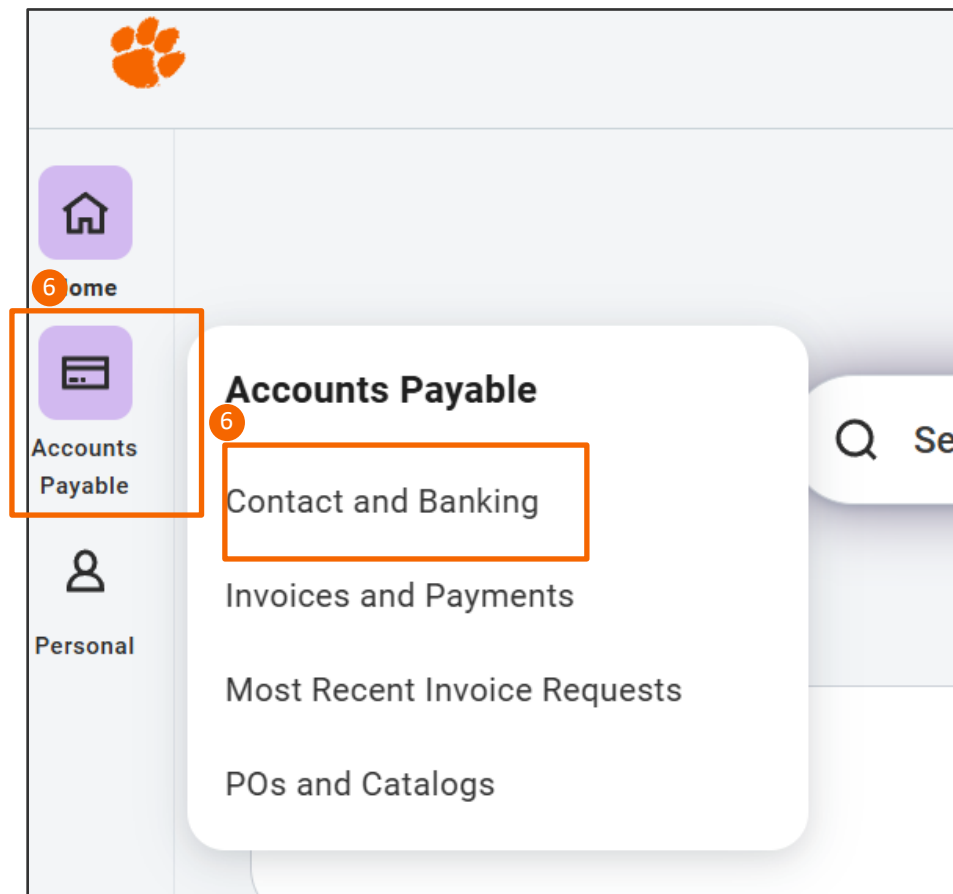 6 ome
Accounts
Payable
Personal
Accounts Payable
6
Contact and Banking
Invoices and Payments
Most Recent Invoice Requests
POs and Catalogs
Se